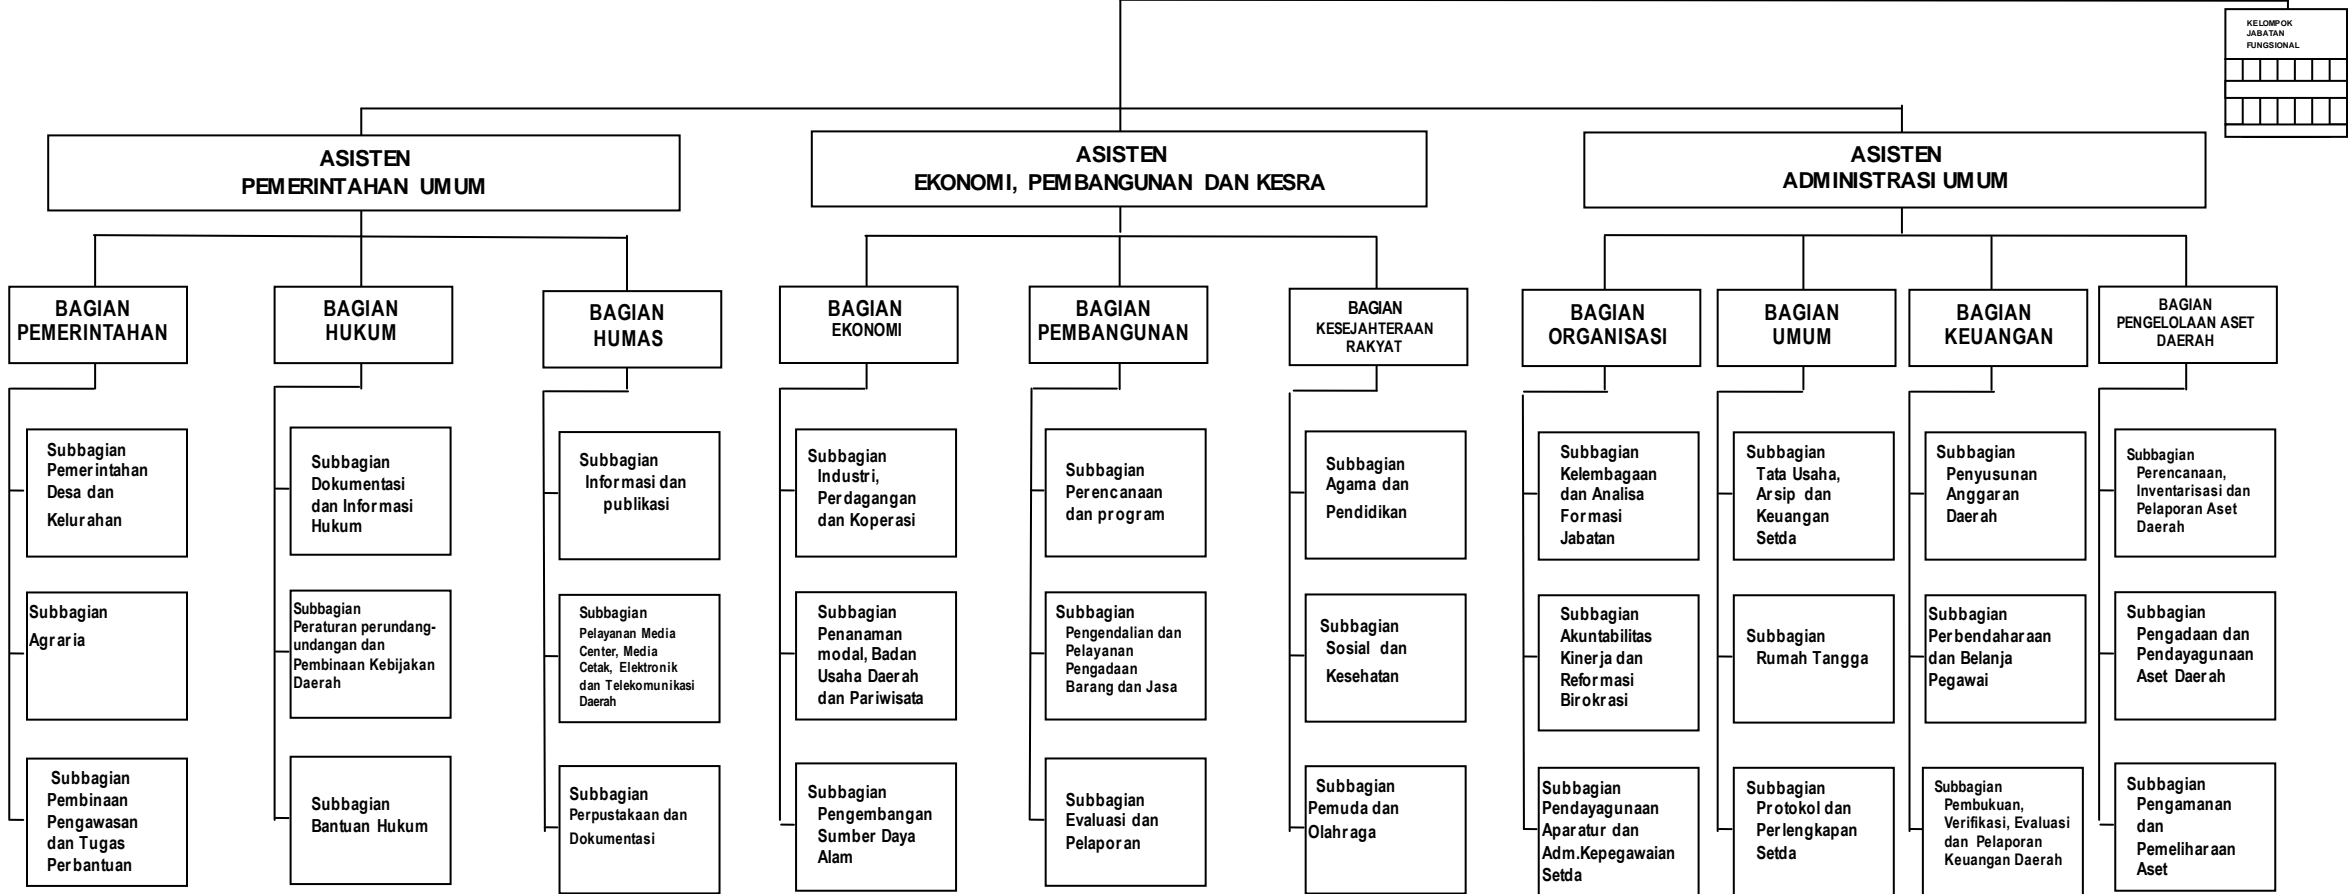 KELOMPOK
JABATAN
FUNGSIONAL
ASISTEN
PEMERINTAHAN UMUM
ASISTEN
EKONOMI, PEMBANGUNAN DAN KESRA
ASISTEN
ADMINISTRASI UMUM
BAGIAN
PEMERINTAHAN
BAGIAN
HUKUM
BAGIAN
HUMAS
BAGIAN
EKONOMI
BAGIAN
PEMBANGUNAN
BAGIAN
KESEJAHTERAAN
RAKYAT
BAGIAN
ORGANISASI
BAGIAN
UMUM
BAGIAN
KEUANGAN
BAGIAN
PENGELOLAAN ASET
DAERAH
Subbagian
Pemerintahan
Desa dan
Kelurahan
Subbagian
Dokumentasi
dan Informasi
Hukum
Subbagian
Informasi dan
publikasi
Subbagian
Industri,
Perdagangan
dan Koperasi
Subbagian
Perencanaan
dan program
Subbagian
Agama dan
Pendidikan
Subbagian
Kelembagaan
dan Analisa
Formasi
Jabatan
Subbagian
Tata Usaha,
Arsip dan
Keuangan
Setda
Subbagian
Penyusunan
Anggaran
Daerah
Subbagian
Perencanaan,
Inventarisasi dan
Pelaporan Aset
Daerah
Subbagian
Agraria
Subbagian
Peraturan perundang-
undangan dan
Pembinaan Kebijakan
Daerah
Subbagian
Pelayanan Media
Center, Media
Cetak, Elektronik
dan Telekomunikasi
Daerah
Subbagian
Penanaman
modal, Badan
Usaha Daerah
dan Pariwisata
Subbagian
Pengendalian dan
Pelayanan
Pengadaan
Barang dan Jasa
Subbagian
Sosial dan
Kesehatan
Subbagian
Akuntabilitas
Kinerja dan
Reformasi
Birokrasi
Subbagian
Rumah Tangga
Subbagian
Perbendaharaan
dan Belanja
Pegawai
Subbagian
Pengadaan dan
Pendayagunaan
Aset Daerah
Subbagian
Pembinaan
Pengawasan
dan Tugas
Perbantuan
Subbagian
Bantuan Hukum
Subbagian
Perpustakaan dan
Dokumentasi
Subbagian
Pengembangan
Sumber Daya
Alam
Subbagian
Evaluasi dan
Pelaporan
Subbagian
Pemuda dan
Olahraga
Subbagian
Pendayagunaan
Aparatur dan
Adm.Kepegawaian
Setda
Subbagian
Protokol dan
Perlengkapan
Setda
Subbagian
Pembukuan,
Verifikasi, Evaluasi
dan Pelaporan
Keuangan Daerah
Subbagian
Pengamanan
dan
Pemeliharaan
Aset